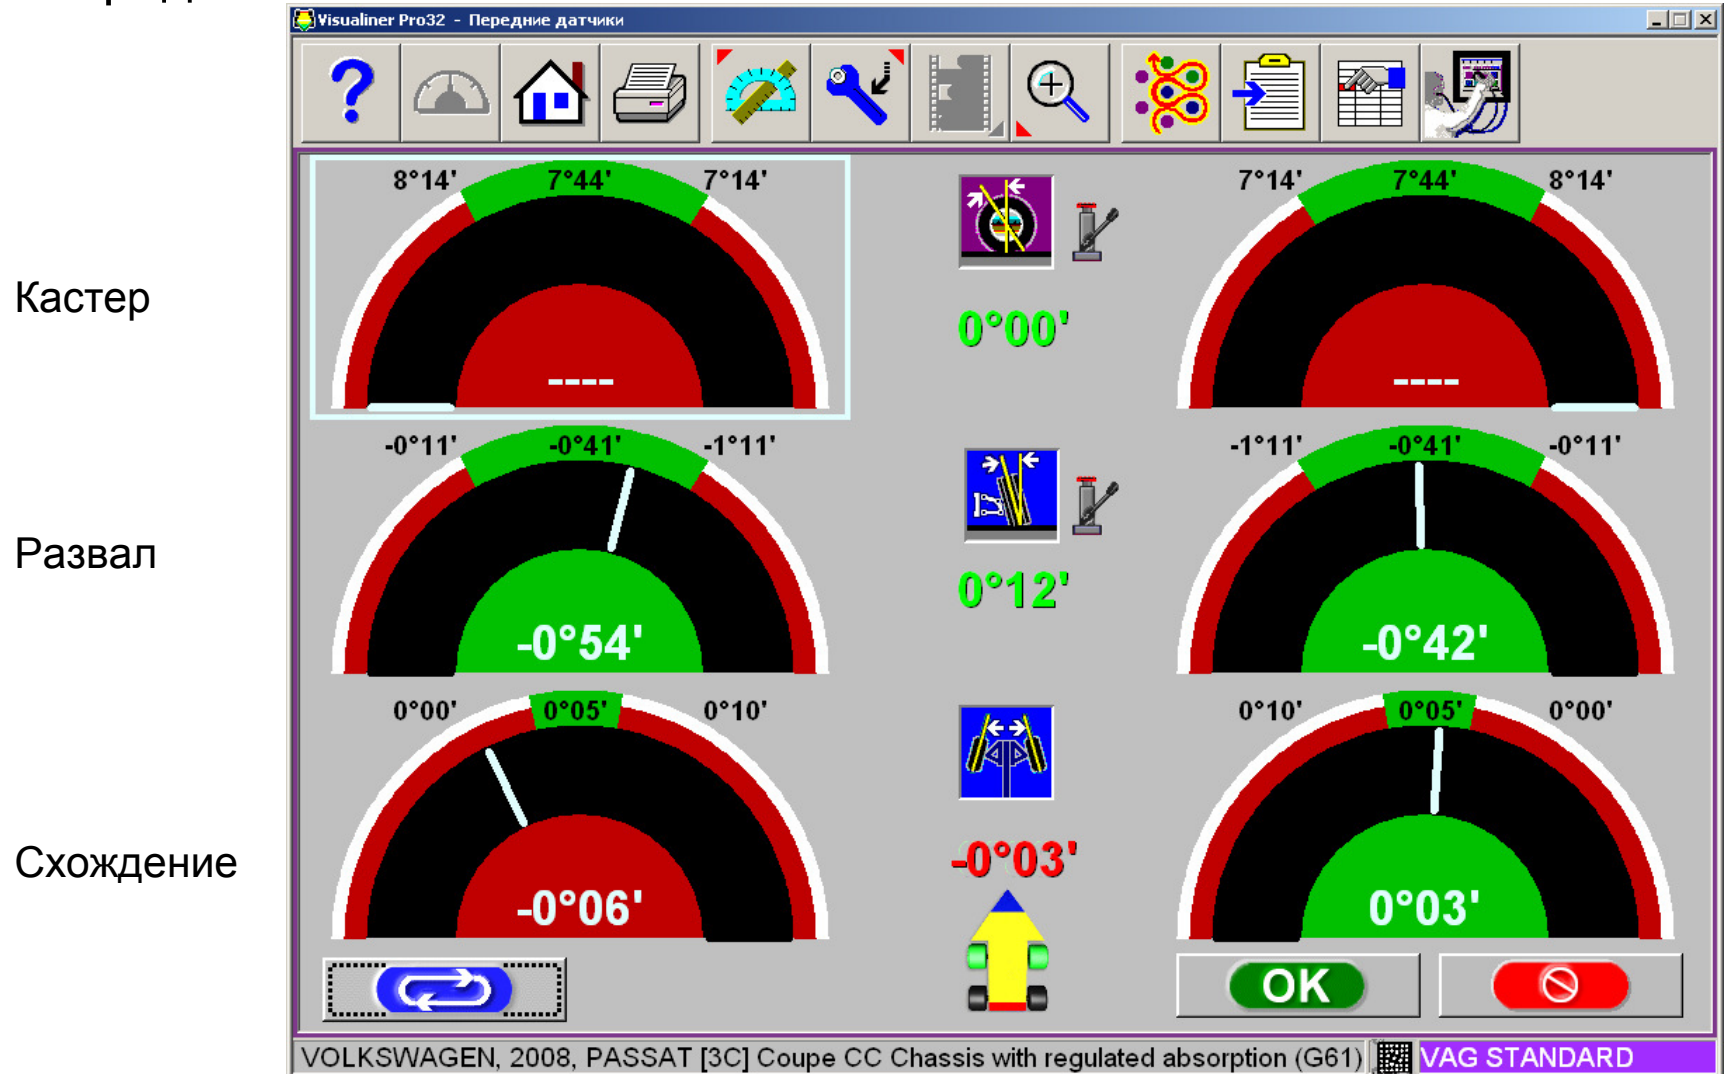 Visualiner Pro32 - Передние датчики
?
8°14' 7°44' 7°14'
7°14' 7°44' 8°14'
Кастер
0°00'
---- ----
-0°11' -0°41' -1°11'
-1°11' -0°41' -0°11'
Развал
0°12'
-0°54' -0°42'
0°00' 0°05' 0°10'
0°10' 0°05' 0°00'
Схождение
-0°03'
-0°06' 0°03'
OK
VOLKSWAGEN, 2008, PASSAT [3C] Coupe CC Chassis with regulated absorption (G61)
VAG STANDARD